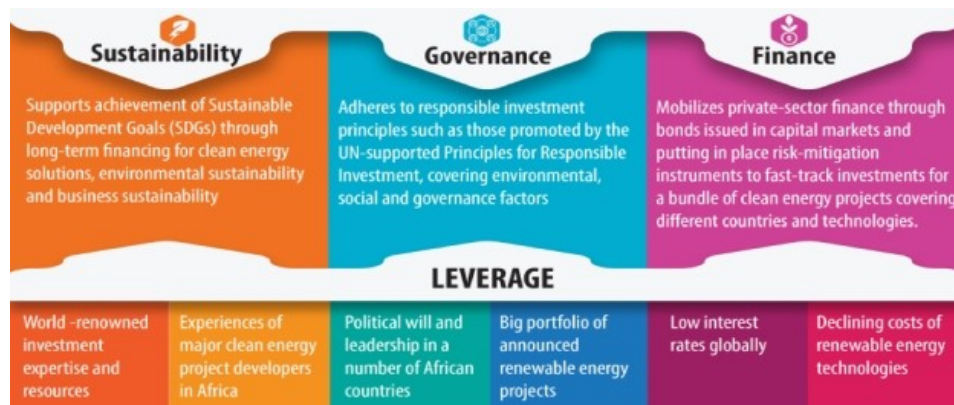 Sustainability
Supports achievement of Sustainable
Development Goals (SDGs) through
long-term financing for clean energy
solutions, environmental sustainability
and business sustainability
Governance
Adheres to responsible investment
principles such as those promoted by the
UN-supported Principles for Responsible
Investment, covering environmental,
social and governance factors
Finance
Mobilizes private-sector finance through
bonds issued in capital markets and
putting in place risk-mitigation
instruments to fast-track investments for
a bundle of clean energy projects covering
different countries and technologies.
LEVERAGE
World -renowned
investment
expertise and
resources
Experiences of
major clean energy
project developers
in Africa
Political will and
leadership in a
number of African
countries
Big portfolio of
announced
renewable energy
projects
Low interest
rates globally
Declining costs of
renewable energy
technologies